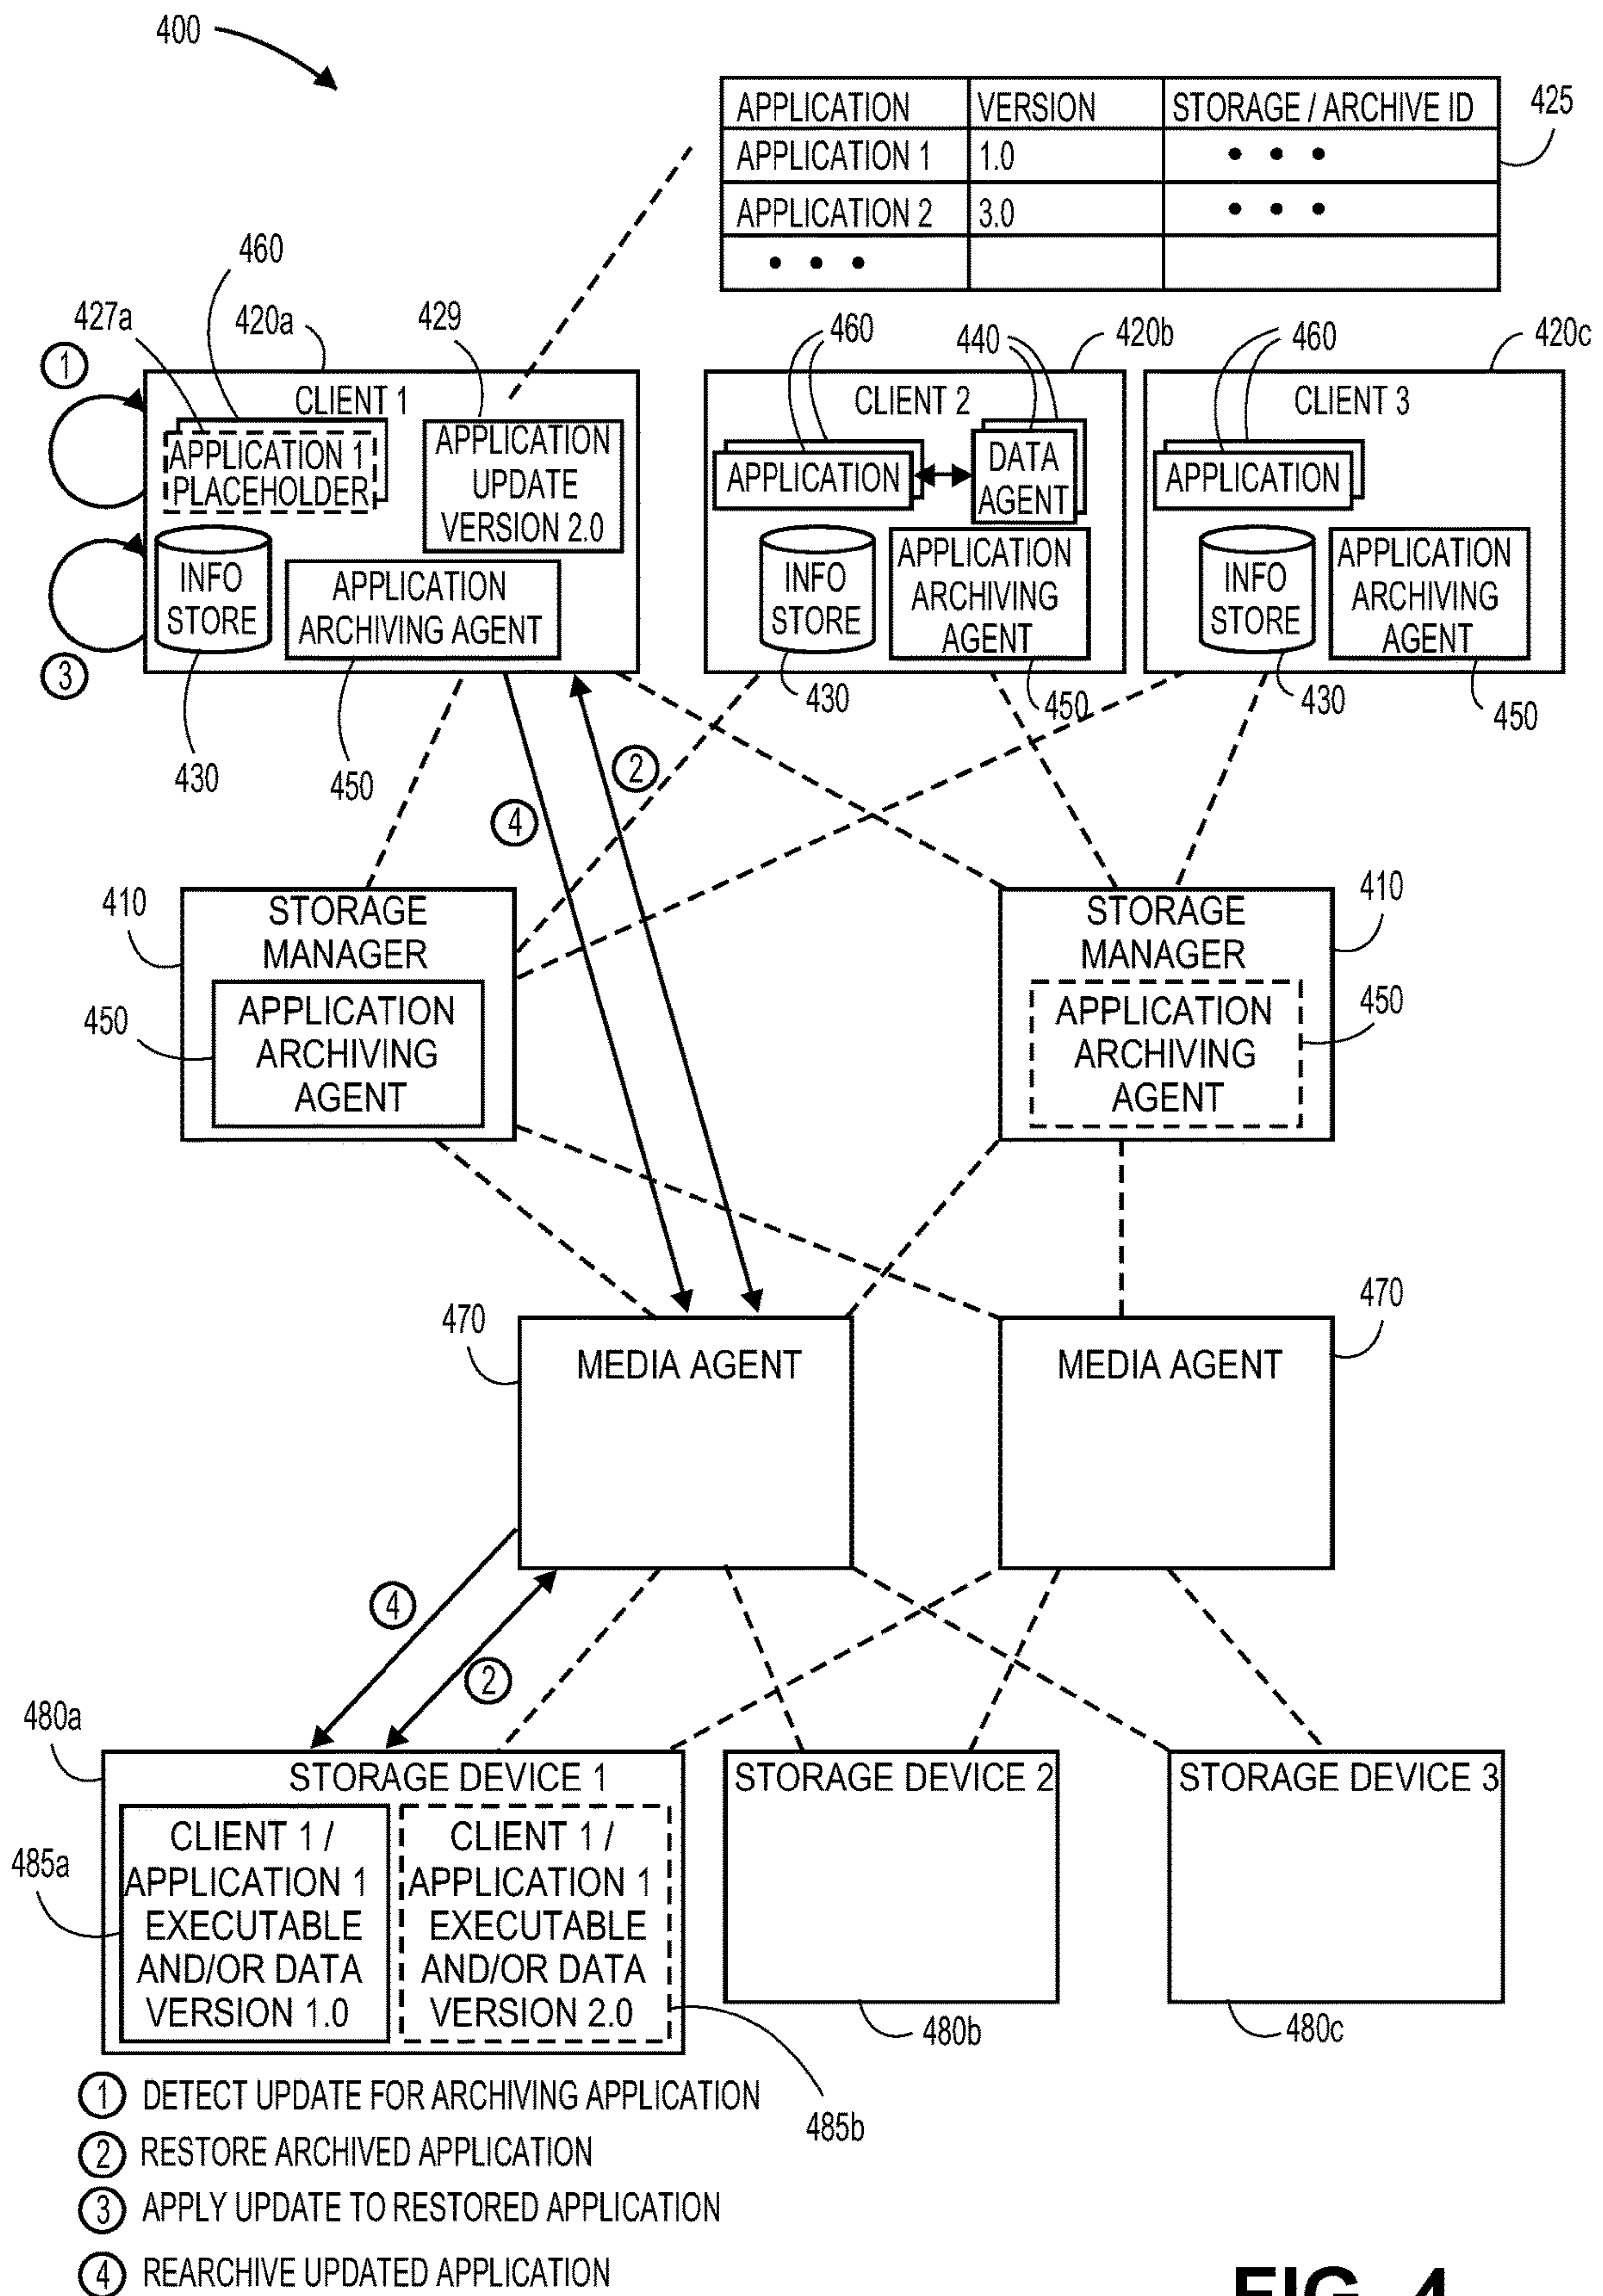 400
APPLICATION VERSION STORAGE / ARCHIVE ID
425
APPLICATION 1 1.0 • • •
APPLICATION 2 3.0 • • •
• • •
460
427a
420a
429
460
440
420b
460
420c
1
CLIENT 1
APPLICATION 1
PLACEHOLDER
APPLICATION
UPDATE
VERSION 2.0
INFO
STORE
APPLICATION
ARCHIVING AGENT
3
430
450
CLIENT 2
APPLICATION
DATA
AGENT
INFO
STORE
APPLICATION
ARCHIVING
AGENT
430
450
CLIENT 3
APPLICATION
INFO
STORE
APPLICATION
ARCHIVING
AGENT
430
450
2
4
410
STORAGE
MANAGER
450
APPLICATION
ARCHIVING
AGENT
STORAGE
MANAGER
410
APPLICATION
ARCHIVING
AGENT
450
470
MEDIA AGENT
MEDIA AGENT
470
4
2
480a
STORAGE DEVICE 1
485a
CLIENT 1 /
APPLICATION 1
EXECUTABLE
AND/OR DATA
VERSION 1.0
CLIENT 1 /
APPLICATION 1
EXECUTABLE
AND/OR DATA
VERSION 2.0
485b
STORAGE DEVICE 2
480b
STORAGE DEVICE 3
480c
1 DETECT UPDATE FOR ARCHIVING APPLICATION
2 RESTORE ARCHIVED APPLICATION
3 APPLY UPDATE TO RESTORED APPLICATION
4 REARCHIVE UPDATED APPLICATION
FIG. 4